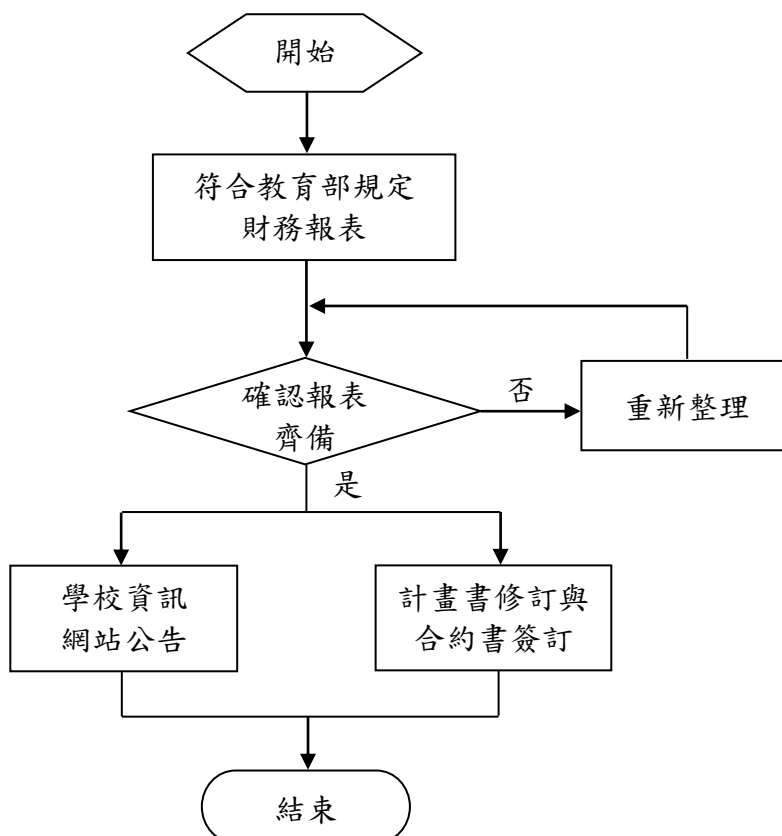 開始
符合教育部規定
財務報表
確認報表
齊備
否
重新整理
是
學校資訊
網站公告
計畫書修訂與
合約書簽訂
結束